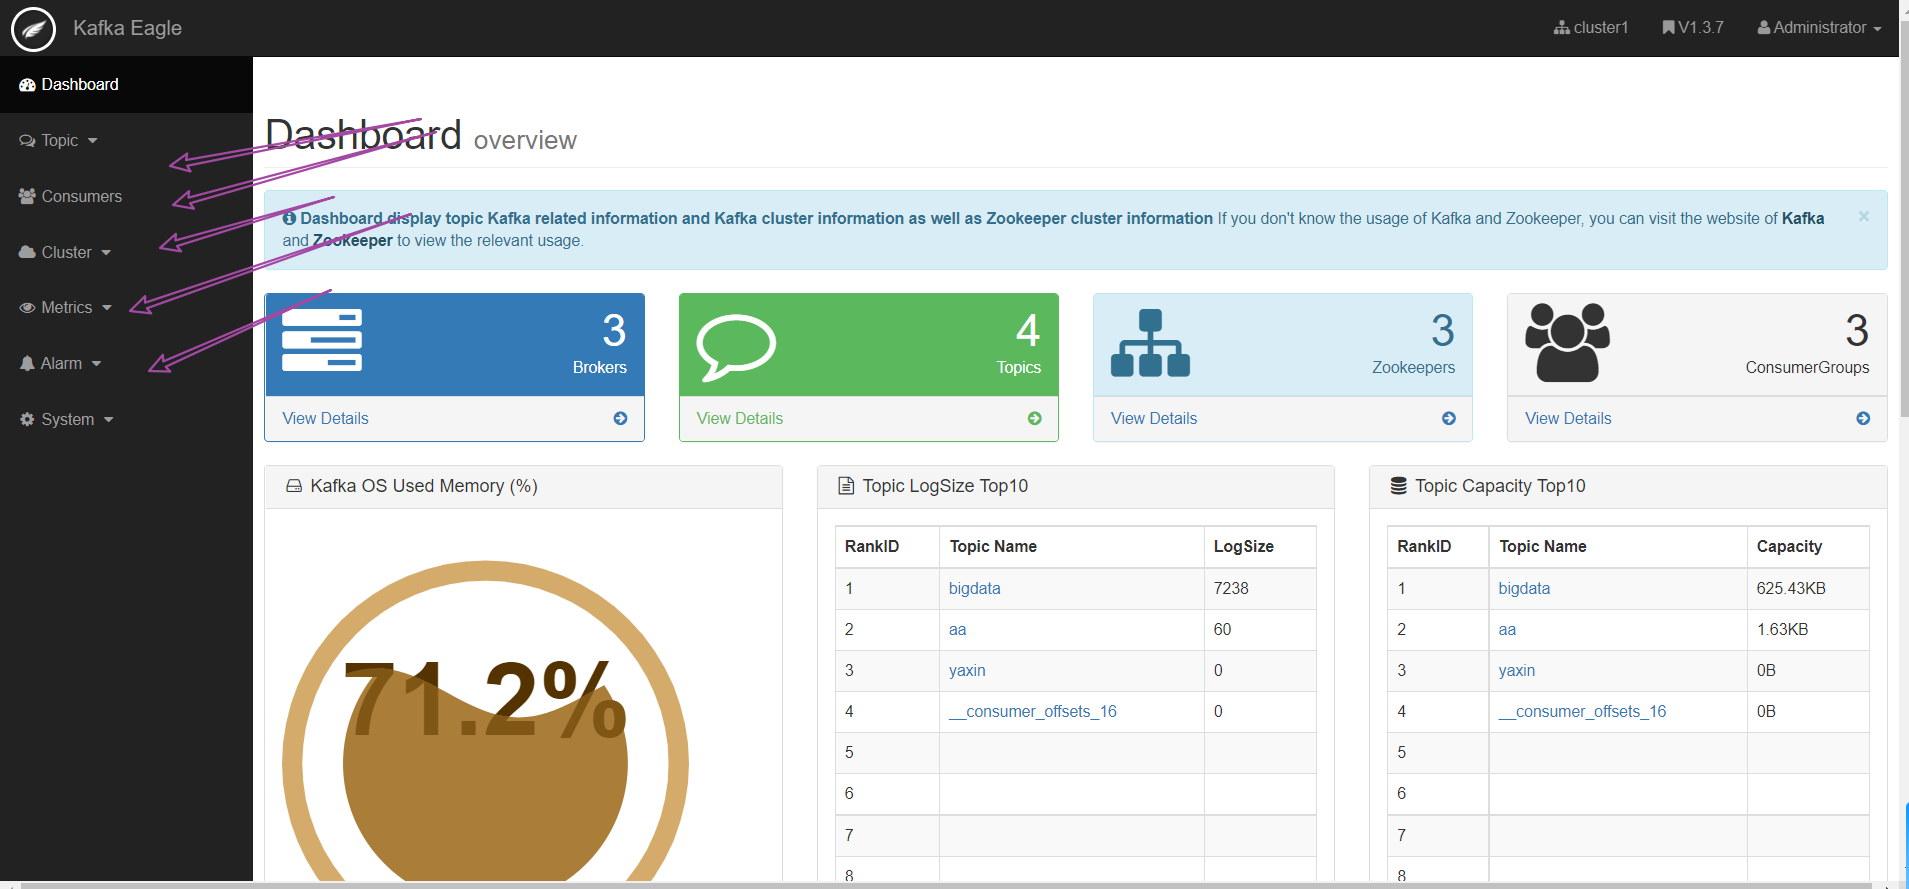 Kafka Eagle
cluster1
V1.3.7
Administrator
Dashboard
Topic
Consumers
Cluster
Metrics
Alarm
System
Dashboard overview
Dashboard display topic Kafka related information and Kafka cluster information as well as Zookeeper cluster information If you don't know the usage of Kafka and Zookeeper, you can visit the website of Kafka
and Zookeeper to view the relevant usage.
×
3
Brokers
View Details
4
Topics
View Details
3
Zookeepers
View Details
3
ConsumerGroups
View Details
Kafka OS Used Memory (%)
71.2%
Topic LogSize Top10
RankID Topic Name LogSize
1 bigdata 7238
2 aa 60
3 yaxin 0
4 __consumer_offsets_16 0
5
6
7
8
Topic Capacity Top10
RankID Topic Name Capacity
1 bigdata 625.43KB
2 aa 1.63KB
3 yaxin 0B
4 __consumer_offsets_16 0B
5
6
7
8